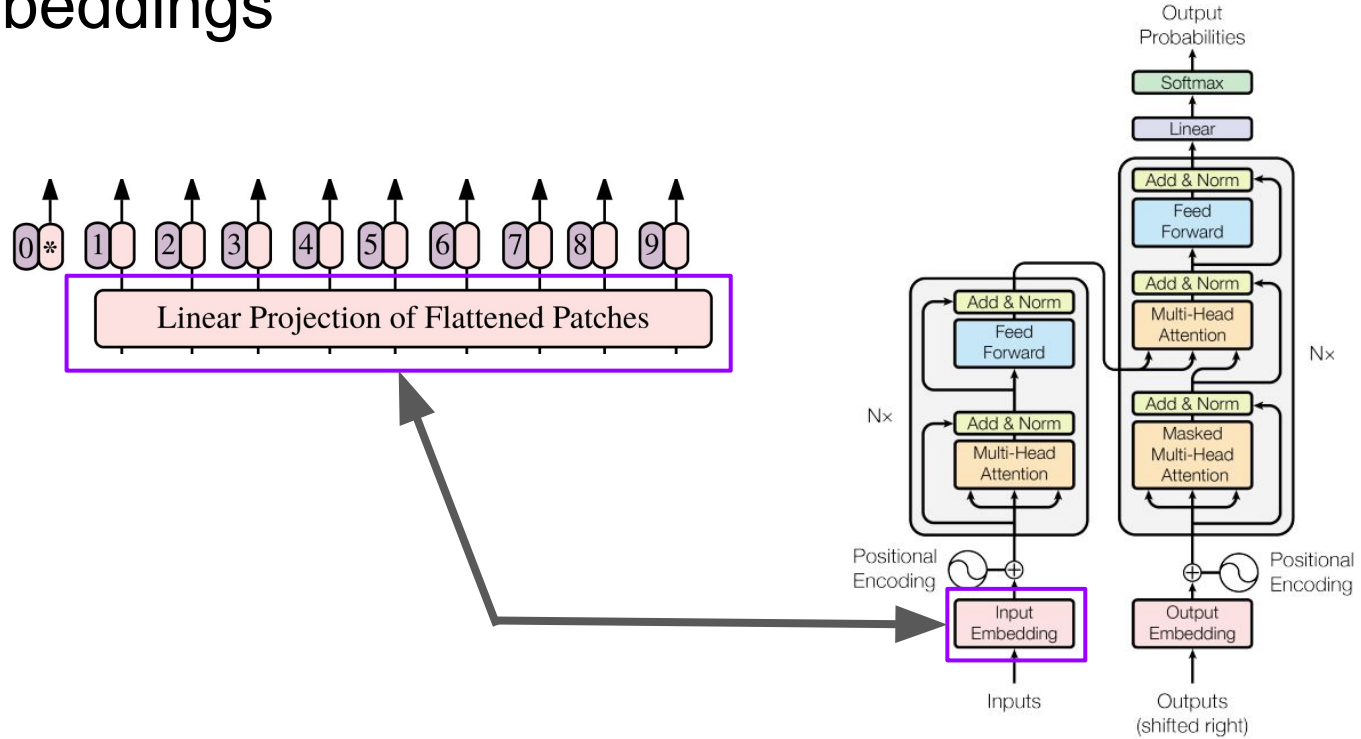 beddings
0 * 1 2 3 4 5 6 7 8 9
Linear Projection of Flattened Patches
Output
Probabilities
Softmax
Linear
Add & Norm
Feed
Forward
Add & Norm
Multi-Head
Attention
N×
Add & Norm
Masked
Multi-Head
Attention
Add & Norm
Feed
Forward
N×
Add & Norm
Multi-Head
Attention
Positional
Encoding
Positional
Encoding
Input
Embedding
Output
Embedding
Inputs
Outputs
(shifted right)